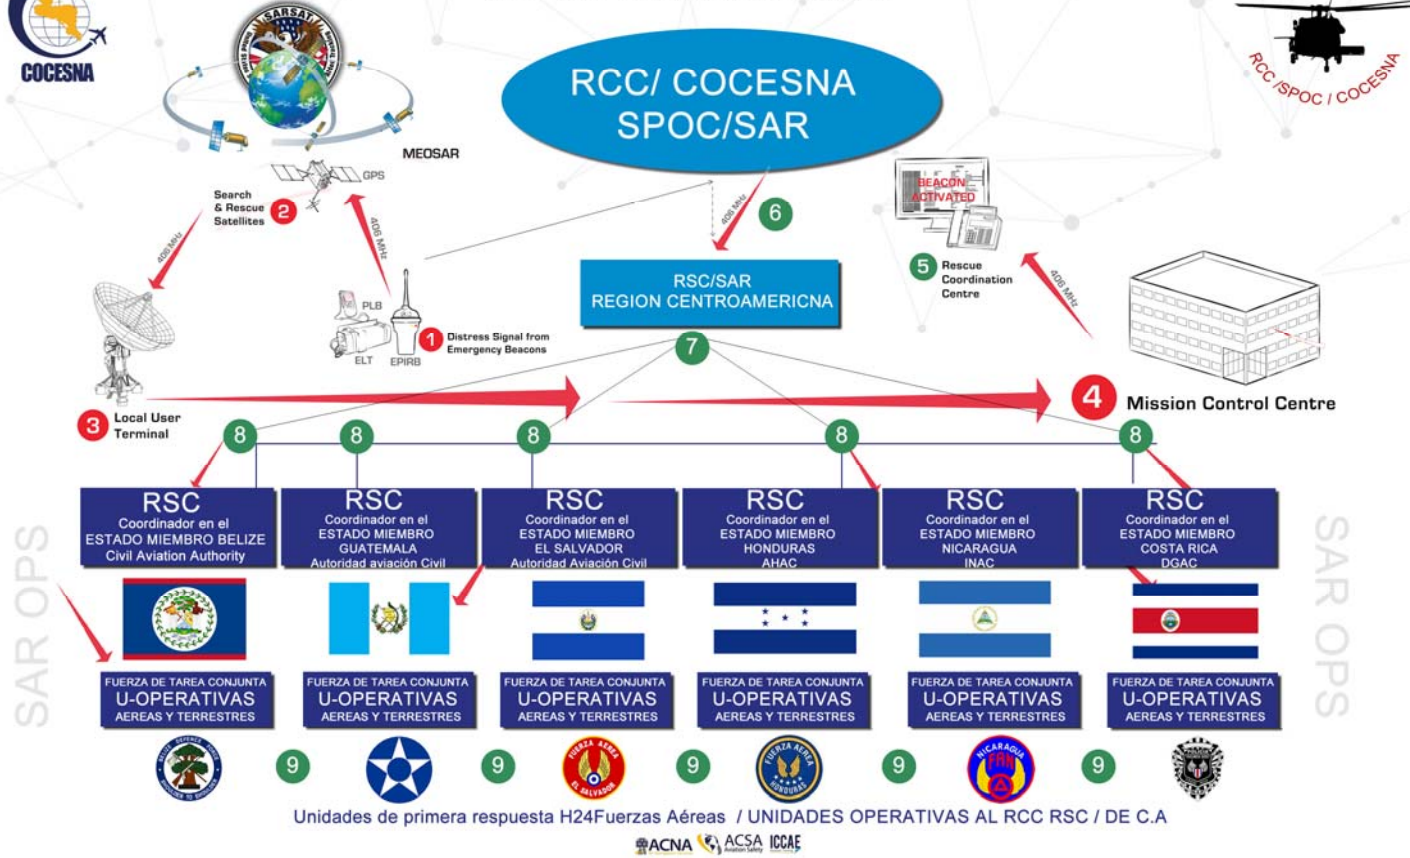 COCESNA
SARSAT
RCC/ COCESNA
SPOC/SAR
RCC /SPOC / COCESNA
MEOSAR
GPS
Search
& Rescue
Satellites
2
406 MHz
406 MHz
406 MHz
6
BEACON
ACTIVATED
5
Rescue
Coordination
Centre
406 MHz
RSC/SAR
REGION CENTROAMERICNA
PLB
ELT
EPIRB
1
Distress Signal from
Emergency Beacons
7
3
Local User
Terminal
4
Mission Control Centre
8
8
8
8
8
RSC
Coordinador en el
ESTADO MIEMBRO BELIZE
Civil Aviation Authority
RSC
Coordinador en el
ESTADO MIEMBRO
GUATEMALA
Autoridad aviación Civil
RSC
Coordinador en el
ESTADO MIEMBRO
EL SALVADOR
Autoridad Aviación Civil
RSC
Coordinador en el
ESTADO MIEMBRO
HONDURAS
AHAC
RSC
Coordinador en el
ESTADO MIEMBRO
NICARAGUA
INAC
RSC
Coordinador en el
ESTADO MIEMBRO
COSTA RICA
DGAC
SAR OPS
SAR OPS
FUERZA DE TAREA CONJUNTA
U-OPERATIVAS
AEREAS Y TERRESTRES
FUERZA DE TAREA CONJUNTA
U-OPERATIVAS
AEREAS Y TERRESTRES
FUERZA DE TAREA CONJUNTA
U-OPERATIVAS
AEREAS Y TERRESTRES
FUERZA DE TAREA CONJUNTA
U-OPERATIVAS
AEREAS Y TERRESTRES
FUERZA DE TAREA CONJUNTA
U-OPERATIVAS
AEREAS Y TERRESTRES
FUERZA DE TAREA CONJUNTA
U-OPERATIVAS
AEREAS Y TERRESTRES
BELIZE DEFENCE FORCE
SHOULDER TO SHOULDER
9
9
FUERZA AEREA
EL SALVADOR
9
FUERZA AEREA
HONDURAS
9
NICARAGUA
FAN
9
Unidades de primera respuesta H24Fuerzas Aéreas / UNIDADES OPERATIVAS AL RCC RSC / DE C.A
ACNA
ACSA
Aviation Safety
ICCAE